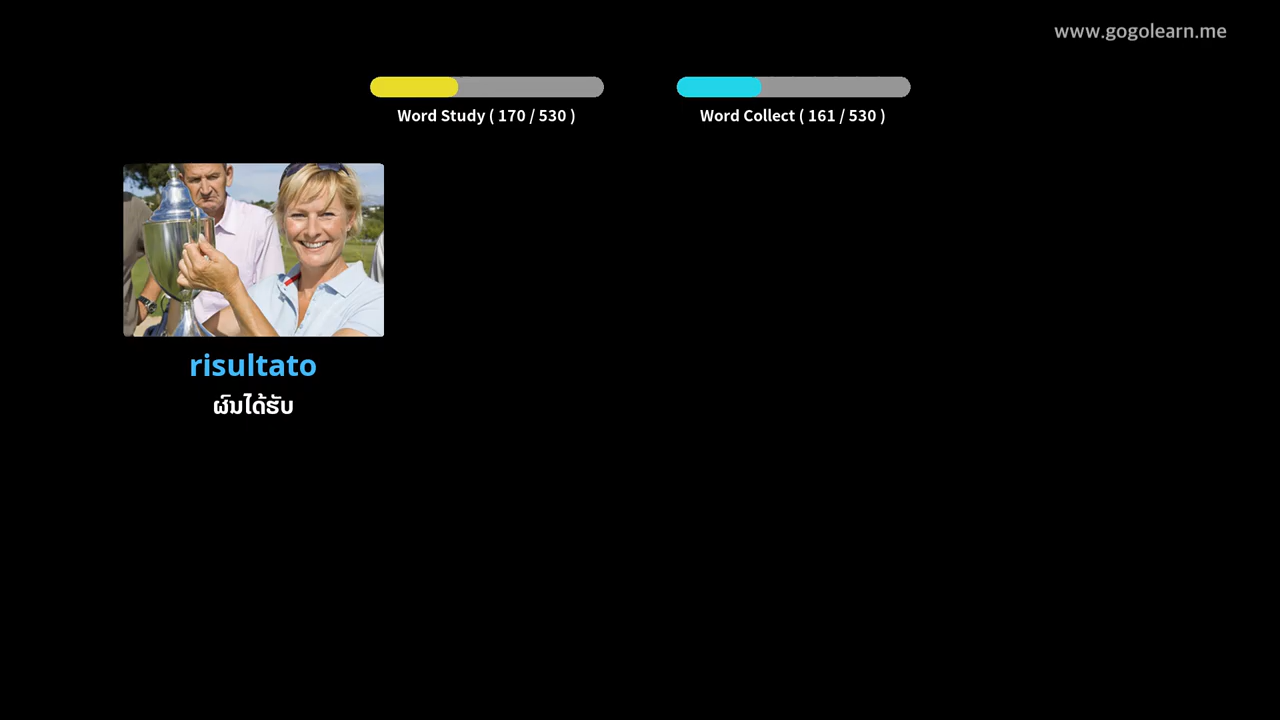 www.gogolearn.me
Word Study ( 170 / 530 )
Word Collect ( 161 / 530 )
risultato
ຜົນໄດ້ຮັບ